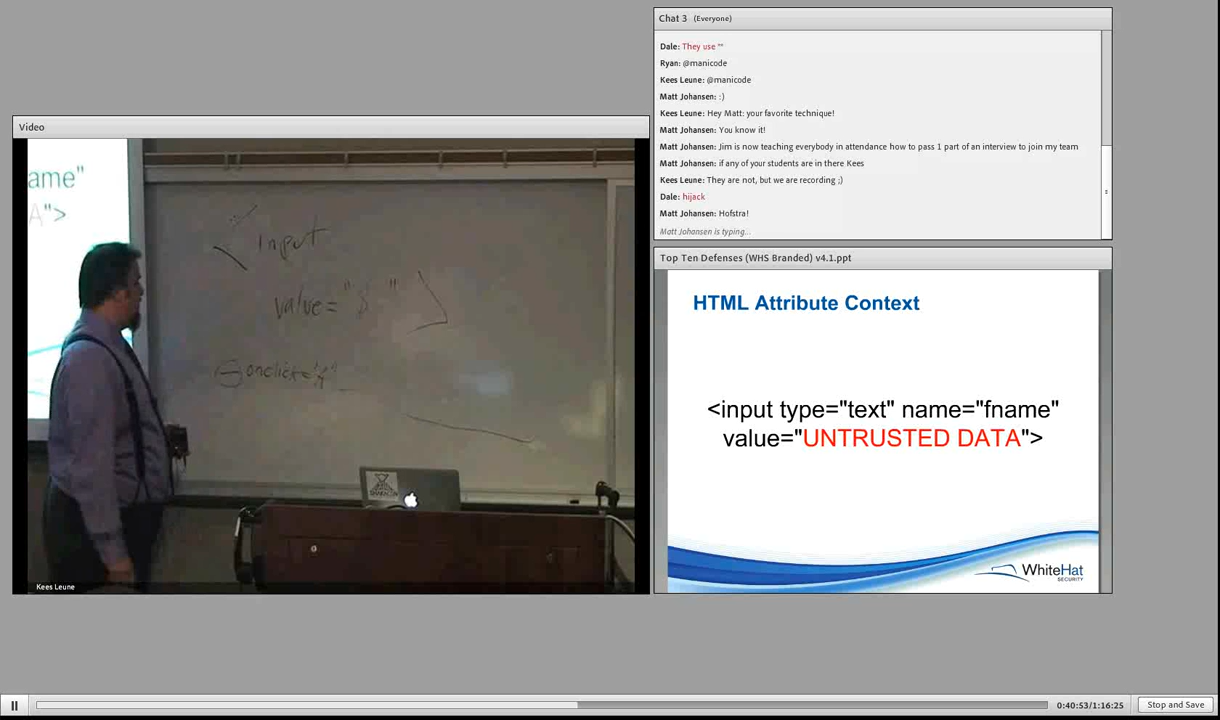 Chat 3 (Everyone)
Dale: They use ""
Ryan: @manicode
Kees Leune: @manicode
Matt Johansen: :)
Kees Leune: Hey Matt: your favorite technique!
Matt Johansen: You know it!
Matt Johansen: Jim is now teaching everybody in attendance how to pass 1 part of an interview to join my team
Matt Johansen: if any of your students are in there Kees
Kees Leune: They are not, but we are recording ;)
Dale: hijack
Matt Johansen: Hofstra!
Matt Johansen is typing...
Video
ame"
A">
input
value="
onclick=
Kees Leune
Top Ten Defenses (WHS Branded) v4.1.ppt
HTML Attribute Context
<input type="text" name="fname"
value="UNTRUSTED DATA">
WhiteHat
SECURITY
0:40:53/1:16:25
Stop and Save